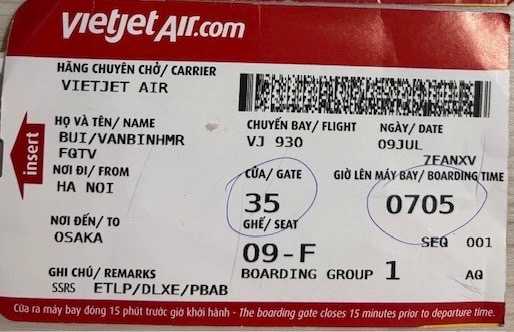 vietjetAir.com
HÃNG CHUYÊN CHỞ/ CARRIER
VIETJET AIR
HỌ VÀ TÊN/ NAME
BUI/VANBINHMR
FQTV
CHUYẾN BAY/ FLIGHT
VJ 930
NGÀY/ DATE
09JUL
7EANXV
insert
NƠI ĐI/ FROM
HA NOI
CỬA/ GATE
35
GIỜ LÊN MÁY BAY/ BOARDING TIME
0705
NƠI ĐẾN/ TO
OSAKA
GHẾ/ SEAT
09-F
SEQ 001
BOARDING GROUP 1
AQ
GHI CHÚ/ REMARKS
SSRS ETLP/DLXE/PBAB
Cửa ra máy bay đóng 15 phút trước giờ khởi hành - The boarding gate closes 15 minutes prior to departure time.